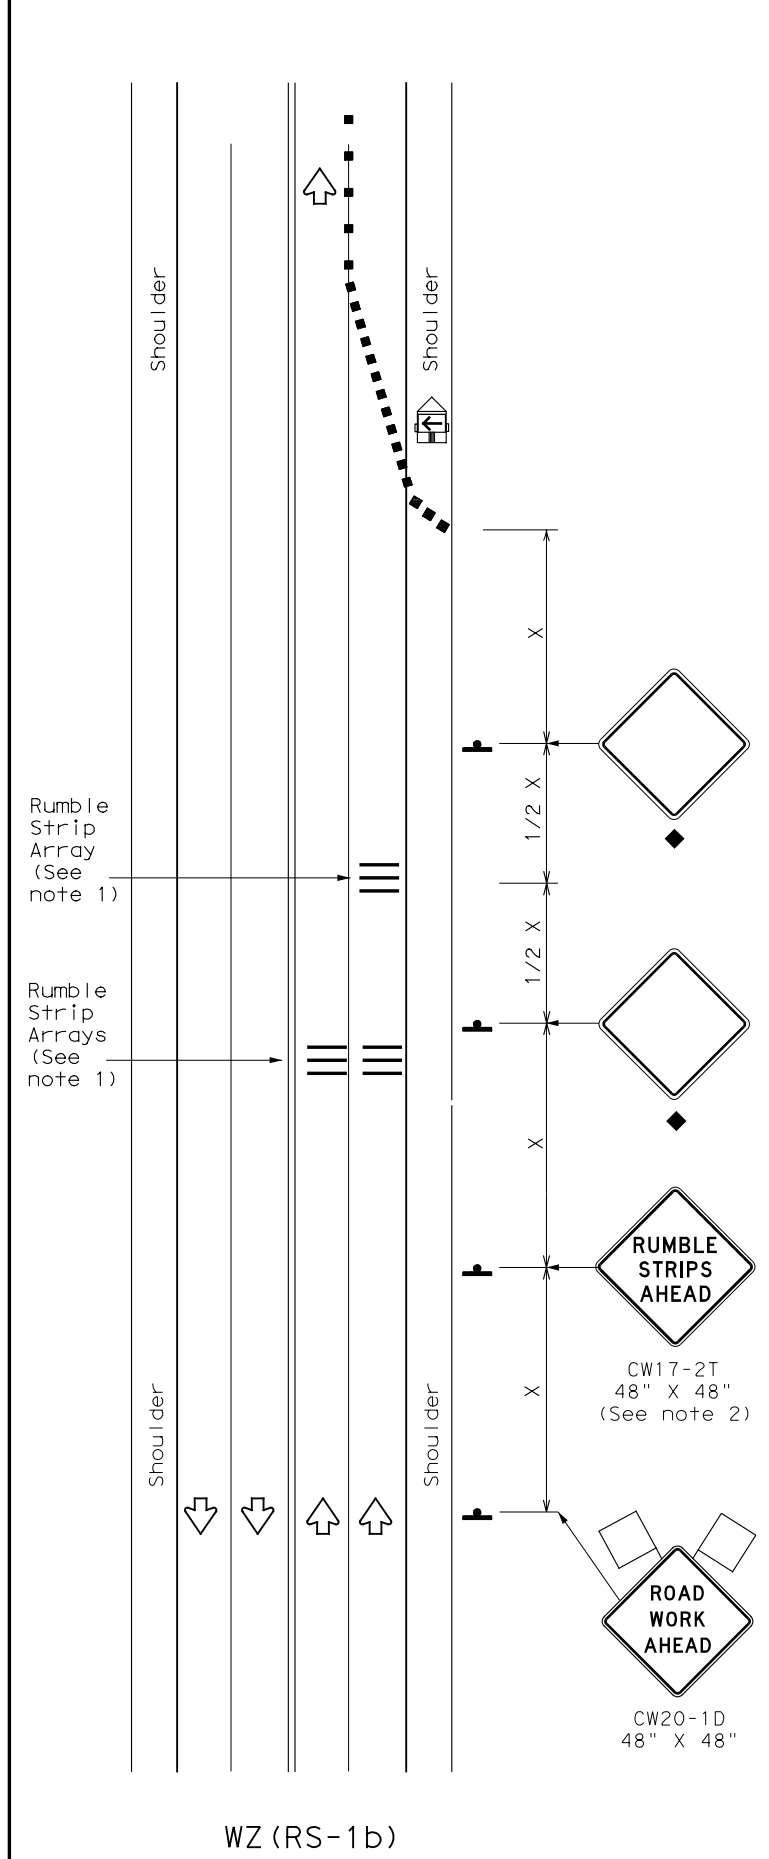 Shoulder
Shoulder
X
1/2 X
Rumble
Strip
Array
(See
note 1)
1/2 X
Rumble
Strip
Arrays
(See
note 1)
X
RUMBLE
STRIPS
AHEAD
CW17-2T
48" X 48"
(See note 2)
X
Shoulder
Shoulder
ROAD
WORK
AHEAD
CW20-1D
48" X 48"
WZ(RS-1b)